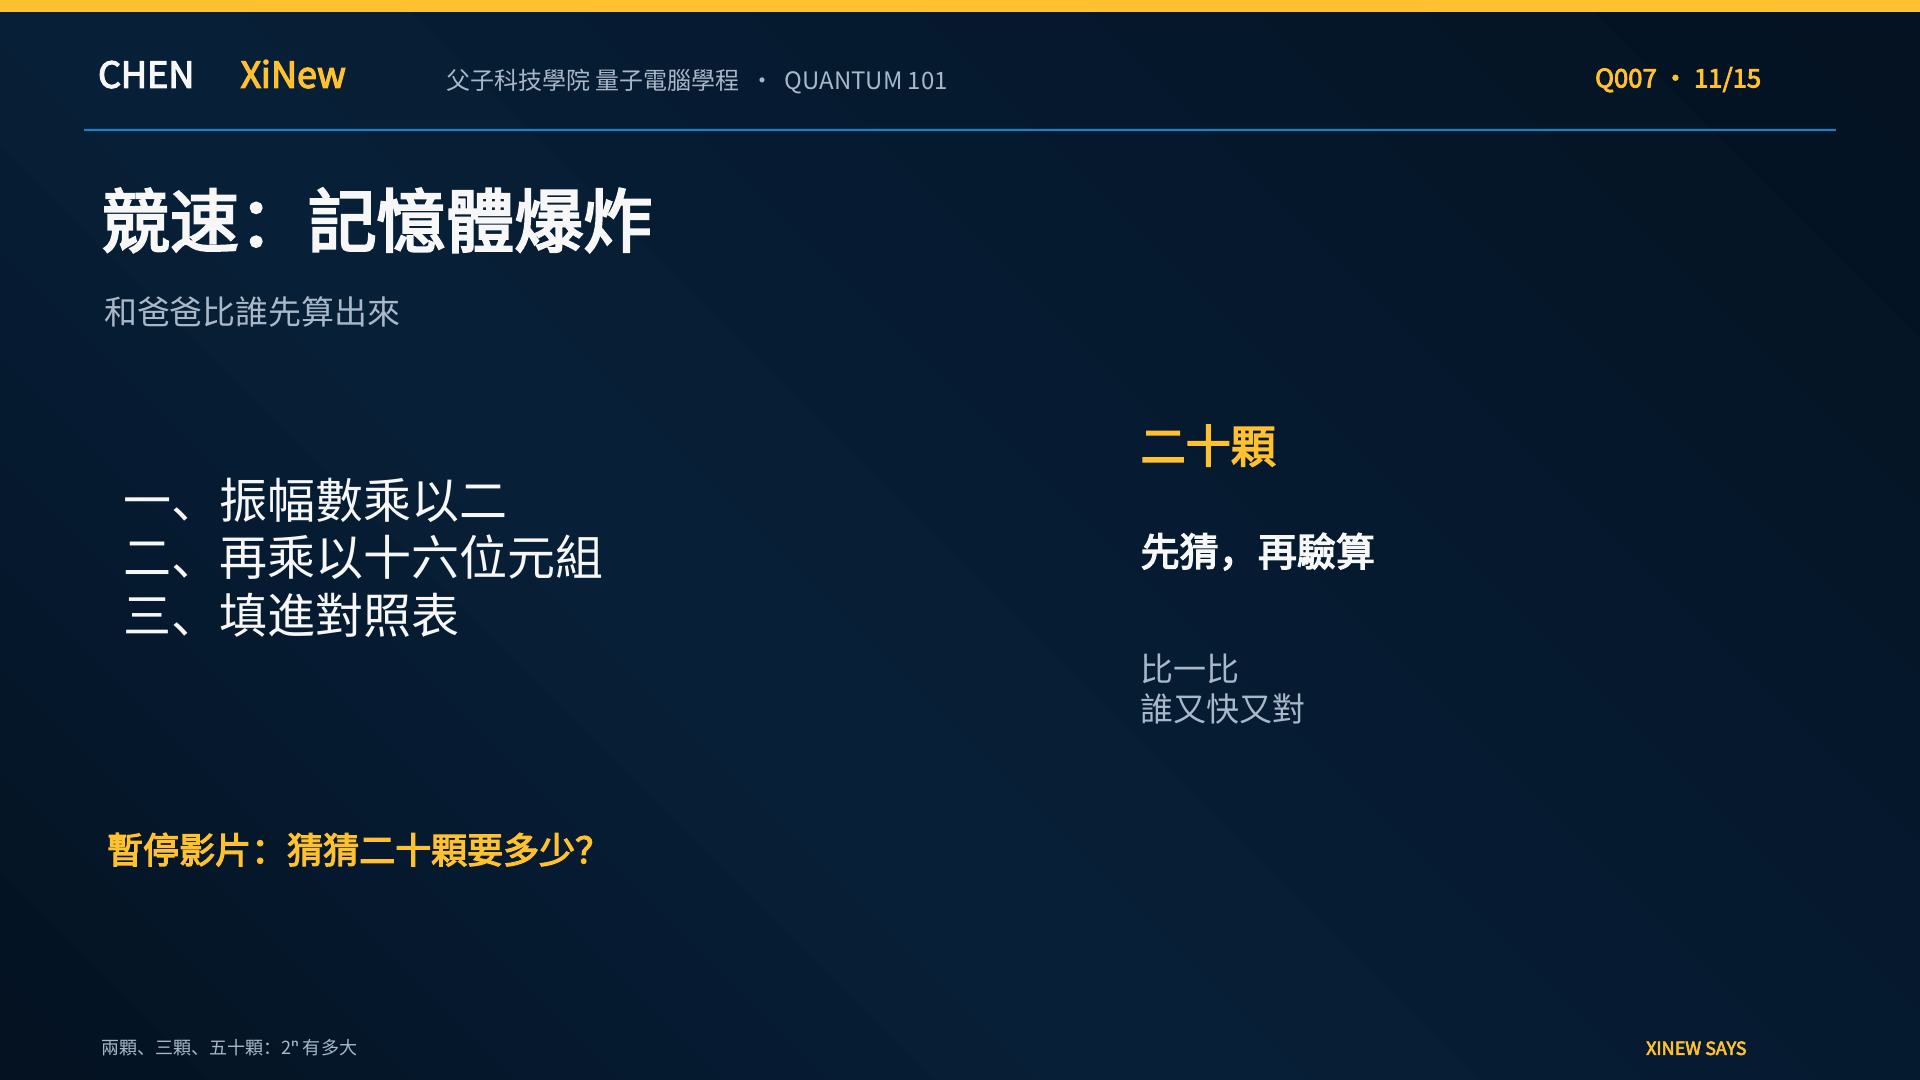 CHEN XiNew 父子科技學院 量子電腦學程 · QUANTUM 101 Q007 · 11/15
競速：記憶體爆炸
和爸爸比誰先算出來
二十顆
一、振幅數乘以二
二、再乘以十六位元組
三、填進對照表
先猜，再驗算
比一比
誰又快又對
暫停影片：猜猜二十顆要多少？
兩顆、三顆、五十顆：2ⁿ 有多大 XINEW SAYS